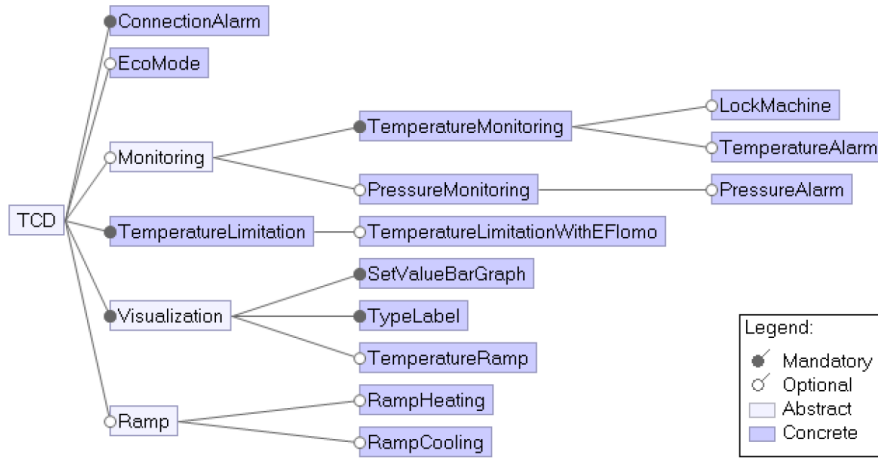 ConnectionAlarm
EcoMode
LockMachine
TemperatureMonitoring
TemperatureAlarm
Monitoring
PressureMonitoring
PressureAlarm
TCD
TemperatureLimitation
TemperatureLimitationWithEFlomo
SetValueBarGraph
Visualization
TypeLabel
TemperatureRamp
RampHeating
Ramp
RampCooling
Legend:
Mandatory
Optional
Abstract
Concrete